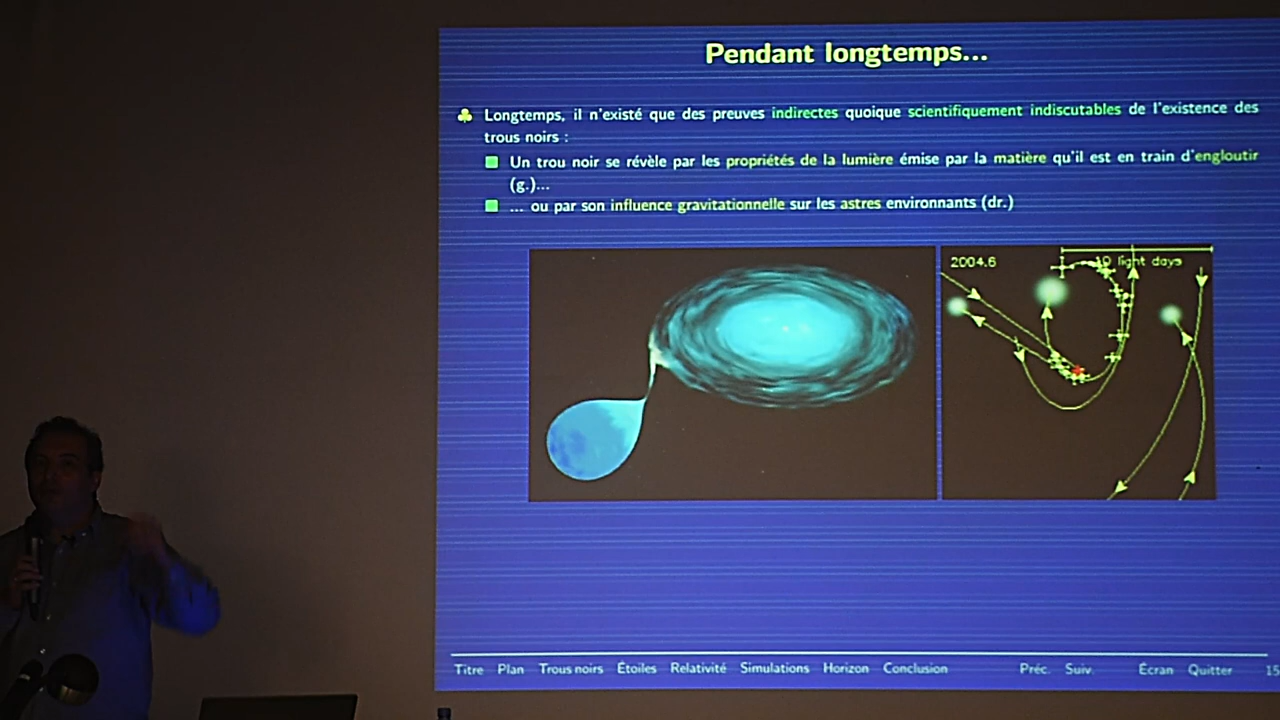 Pendant longtemps...
Longtemps, il n'existé que des preuves indirectes quoique scientifiquement indiscutables de l'existence des
trous noirs :
Un trou noir se révèle par les propriétés de la lumière émise par la matière qu'il est en train d'engloutir
(g.)...
... ou par son influence gravitationnelle sur les astres environnants (dr.)
2004.6
10 light days
Titre Plan Trous noirs Étoiles Relativité Simulations Horizon Conclusion Préc. Suiv. Écran Quitter 15